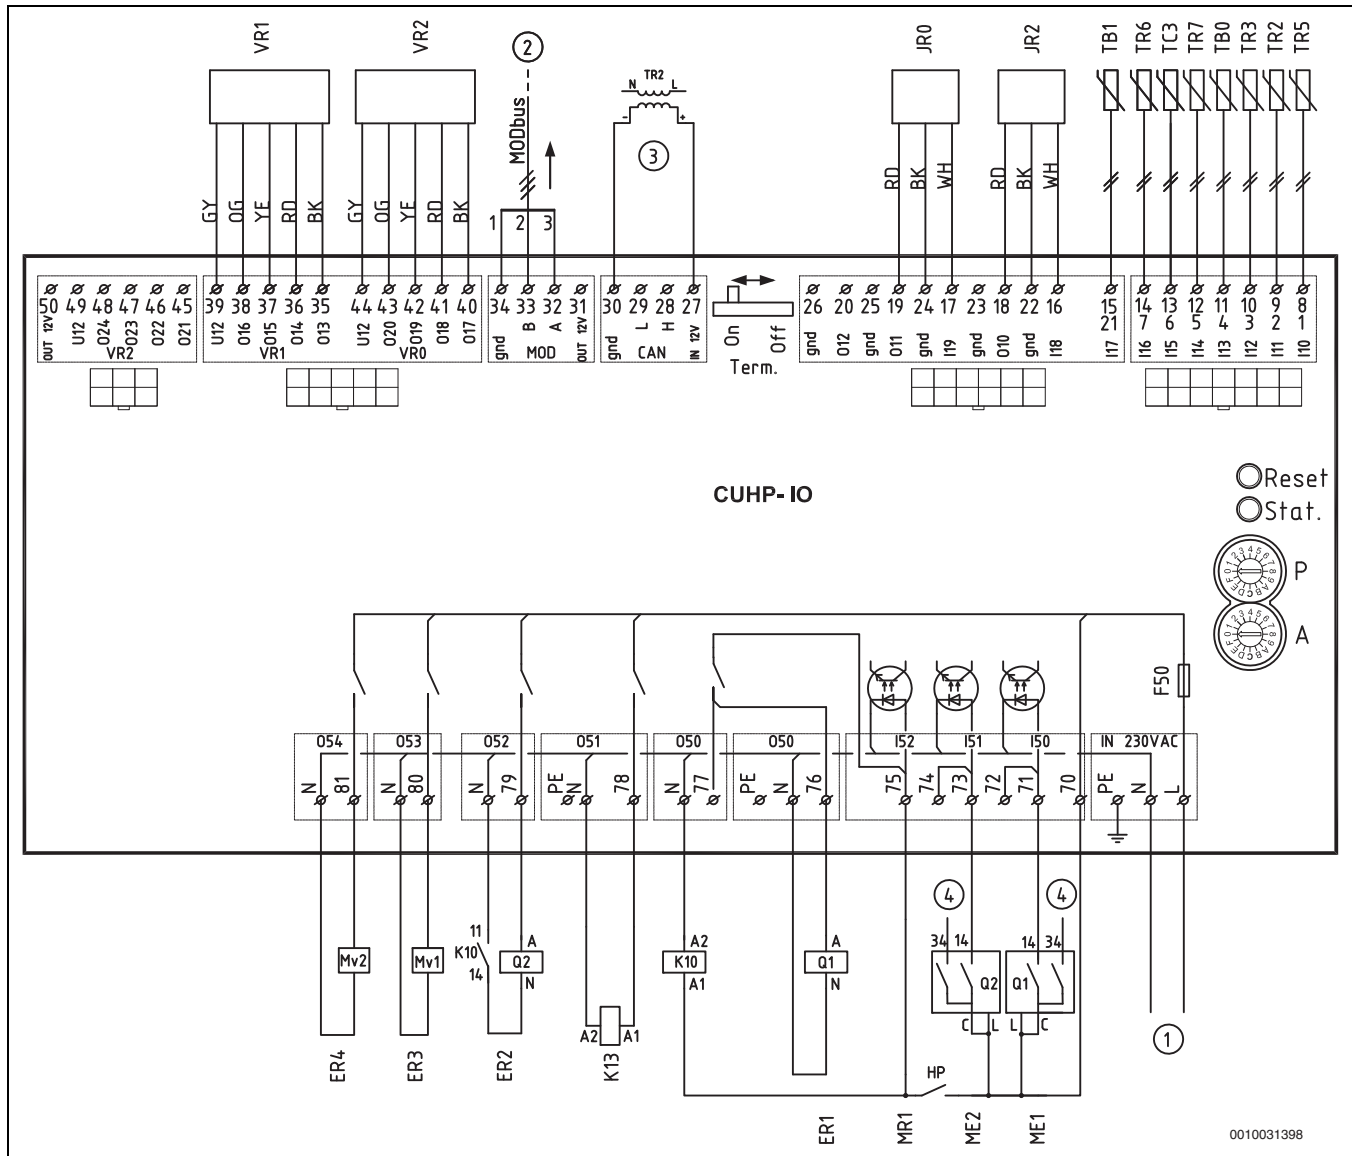 VR1 VR2 2 JR0 JR2 TB1 TR6 TC3 TR7 TB0 TR3 TR2 TR5
MODbus
N TR2 L
- +
3
GY OG YE RD BK GY OG YE RD BK RD BK WH RD BK WH
1 2 3
50 49 48 47 46 45 39 38 37 36 35 44 43 42 41 40 34 33 32 31 30 29 28 27 26 20 25 19 24 17 23 18 22 16 15 14 13 12 11 10 9 8
21 7 6 5 4 3 2 1
OUT 12V U12 O24 O23 O22 O21 U12 O16 O15 O14 O13 U12 O20 O19 O18 O17 gnd B A OUT 12V gnd L H IN 12V gnd O12 gnd O11 gnd I19 gnd O10 gnd I18 I17 I16 I15 I14 I13 I12 I11 I10
VR2 VR1 VR0 MOD CAN
On Off
Term.
CUHP-IO
Reset
Stat.
P
A
F50
O54 O53 O52 O51 O50 O50 I52 I51 I50 IN 230VAC
N 81 N 80 N 79 PE N 78 N 77 PE N 76 75 74 73 72 71 70 PE N L
4 4
11 A A2 A 34 14 14 34
Mv2 Mv1 K10 Q2 K10 Q1 Q2 Q1
14 N A1 N
C L L C
A2 A1
K13
1
HP
ER4 ER3 ER2 ER1 MR1 ME2 ME1
0010031398